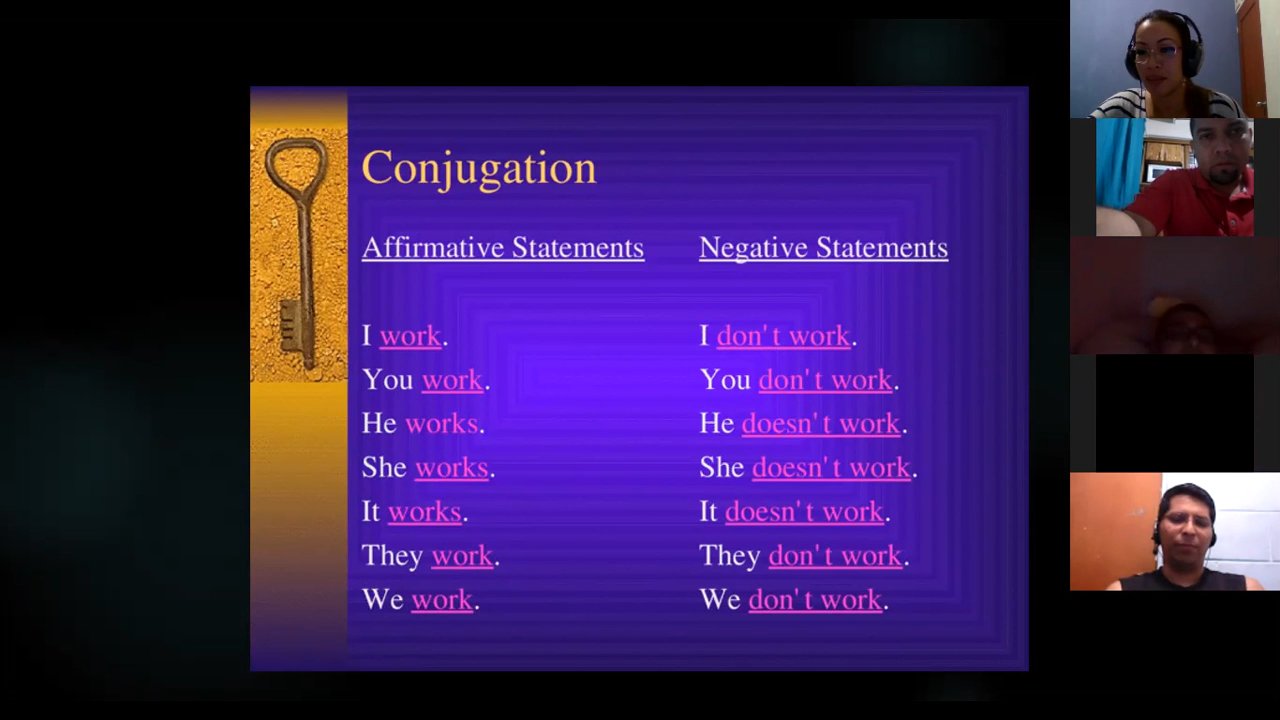 Conjugation
Affirmative Statements
I work.
You work.
He works.
She works.
It works.
They work.
We work.
Negative Statements
I don't work.
You don't work.
He doesn't work.
She doesn't work.
It doesn't work.
They don't work.
We don't work.